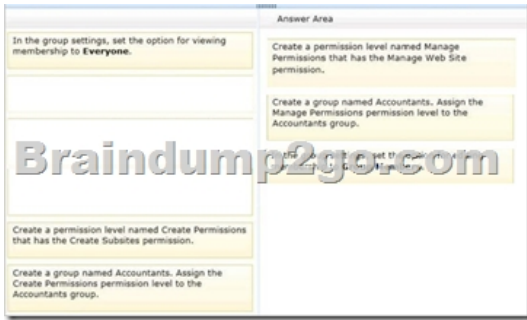 Answer Area
In the group settings, set the option for viewing
membership to Everyone.
Create a permission level named Create Permissions
that has the Create Subsites permission.
Create a group named Accountants. Assign the
Create Permissions permission level to the
Accountants group.
Create a permission level named Manage
Permissions that has the Manage Web Site
permission.
Create a group named Accountants. Assign the
Manage Permissions permission level to the
Accountants group.
Braindump2go.com